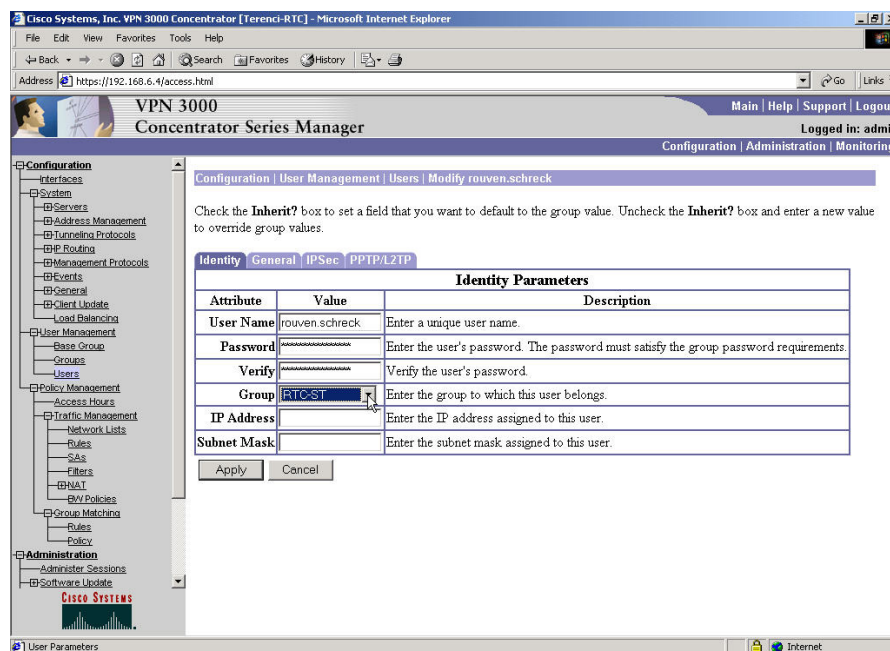 Cisco Systems, Inc. VPN 3000 Concentrator [Terenci-RTC] - Microsoft Internet Explorer
File Edit View Favorites Tools Help
Back Search Favorites History
Address https://192.168.6.4/access.html Go Links
VPN 3000
Concentrator Series Manager
Main | Help | Support | Logou
Logged in: admi
Configuration | Administration | Monitoring
Configuration
Interfaces
System
Servers
Address Management
Tunneling Protocols
IP Routing
Management Protocols
Events
General
Client Update
Load Balancing
User Management
Base Group
Groups
Users
Policy Management
Access Hours
Traffic Management
Network Lists
Rules
SAs
Filters
NAT
BW Policies
Group Matching
Rules
Policy
Administration
Administer Sessions
Software Update
CISCO SYSTEMS
Configuration | User Management | Users | Modify rouven.schreck
Check the Inherit? box to set a field that you want to default to the group value. Uncheck the Inherit? box and enter a new value
to override group values.
Identity General IPSec PPTP/L2TP
Identity Parameters
Attribute Value Description
User Name rouven.schreck Enter a unique user name.
Password **************** Enter the user's password. The password must satisfy the group password requirements.
Verify **************** Verify the user's password.
Group RTC-ST Enter the group to which this user belongs.
IP Address Enter the IP address assigned to this user.
Subnet Mask Enter the subnet mask assigned to this user.
Apply Cancel
User Parameters Internet